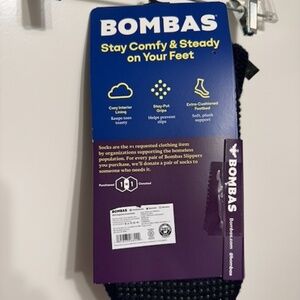 BOMBAS
Stay Comfy & Steady
on Your Feet
Cozy Interior
Lining
Keeps toes
toasty
Stay-Put
Grips
Helps prevent
slips
Extra-Cushioned
Footbed
Soft, plush
support
Socks are the #1 requested clothing item
by organizations supporting the homeless
population. For every pair of Bombas Slippers
you purchase, we'll donate a pair of socks to
someone who needs it.
Purchased 1 = 1 Donated
BOMBAS
BOMBAS
Bombas.com @bombas